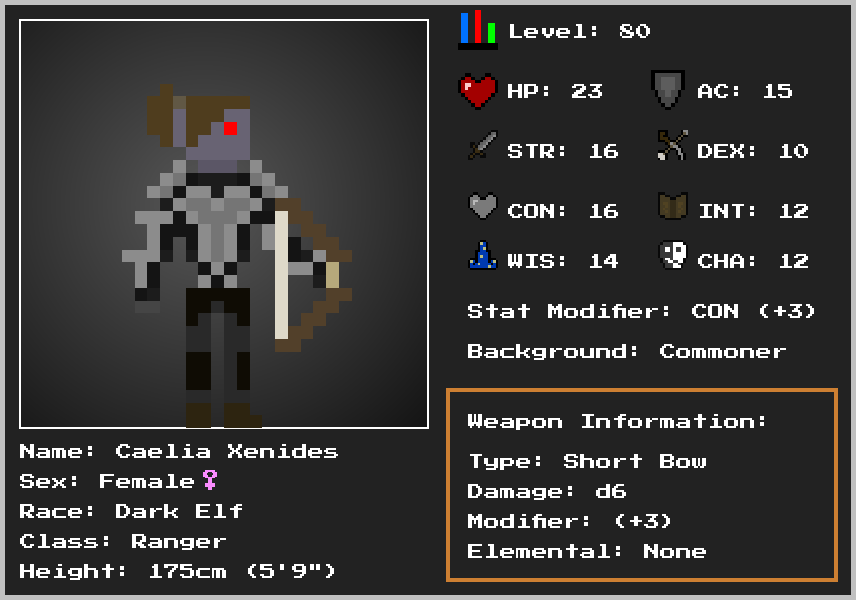 Level: 80
HP: 23
AC: 15
STR: 16
DEX: 10
CON: 16
INT: 12
WIS: 14
CHA: 12
Stat Modifier: CON (+3)
Background: Commoner
Weapon Information:
Type: Short Bow
Damage: d6
Modifier: (+3)
Elemental: None
Name: Caelia Xenides
Sex: Female♀
Race: Dark Elf
Class: Ranger
Height: 175cm (5'9")